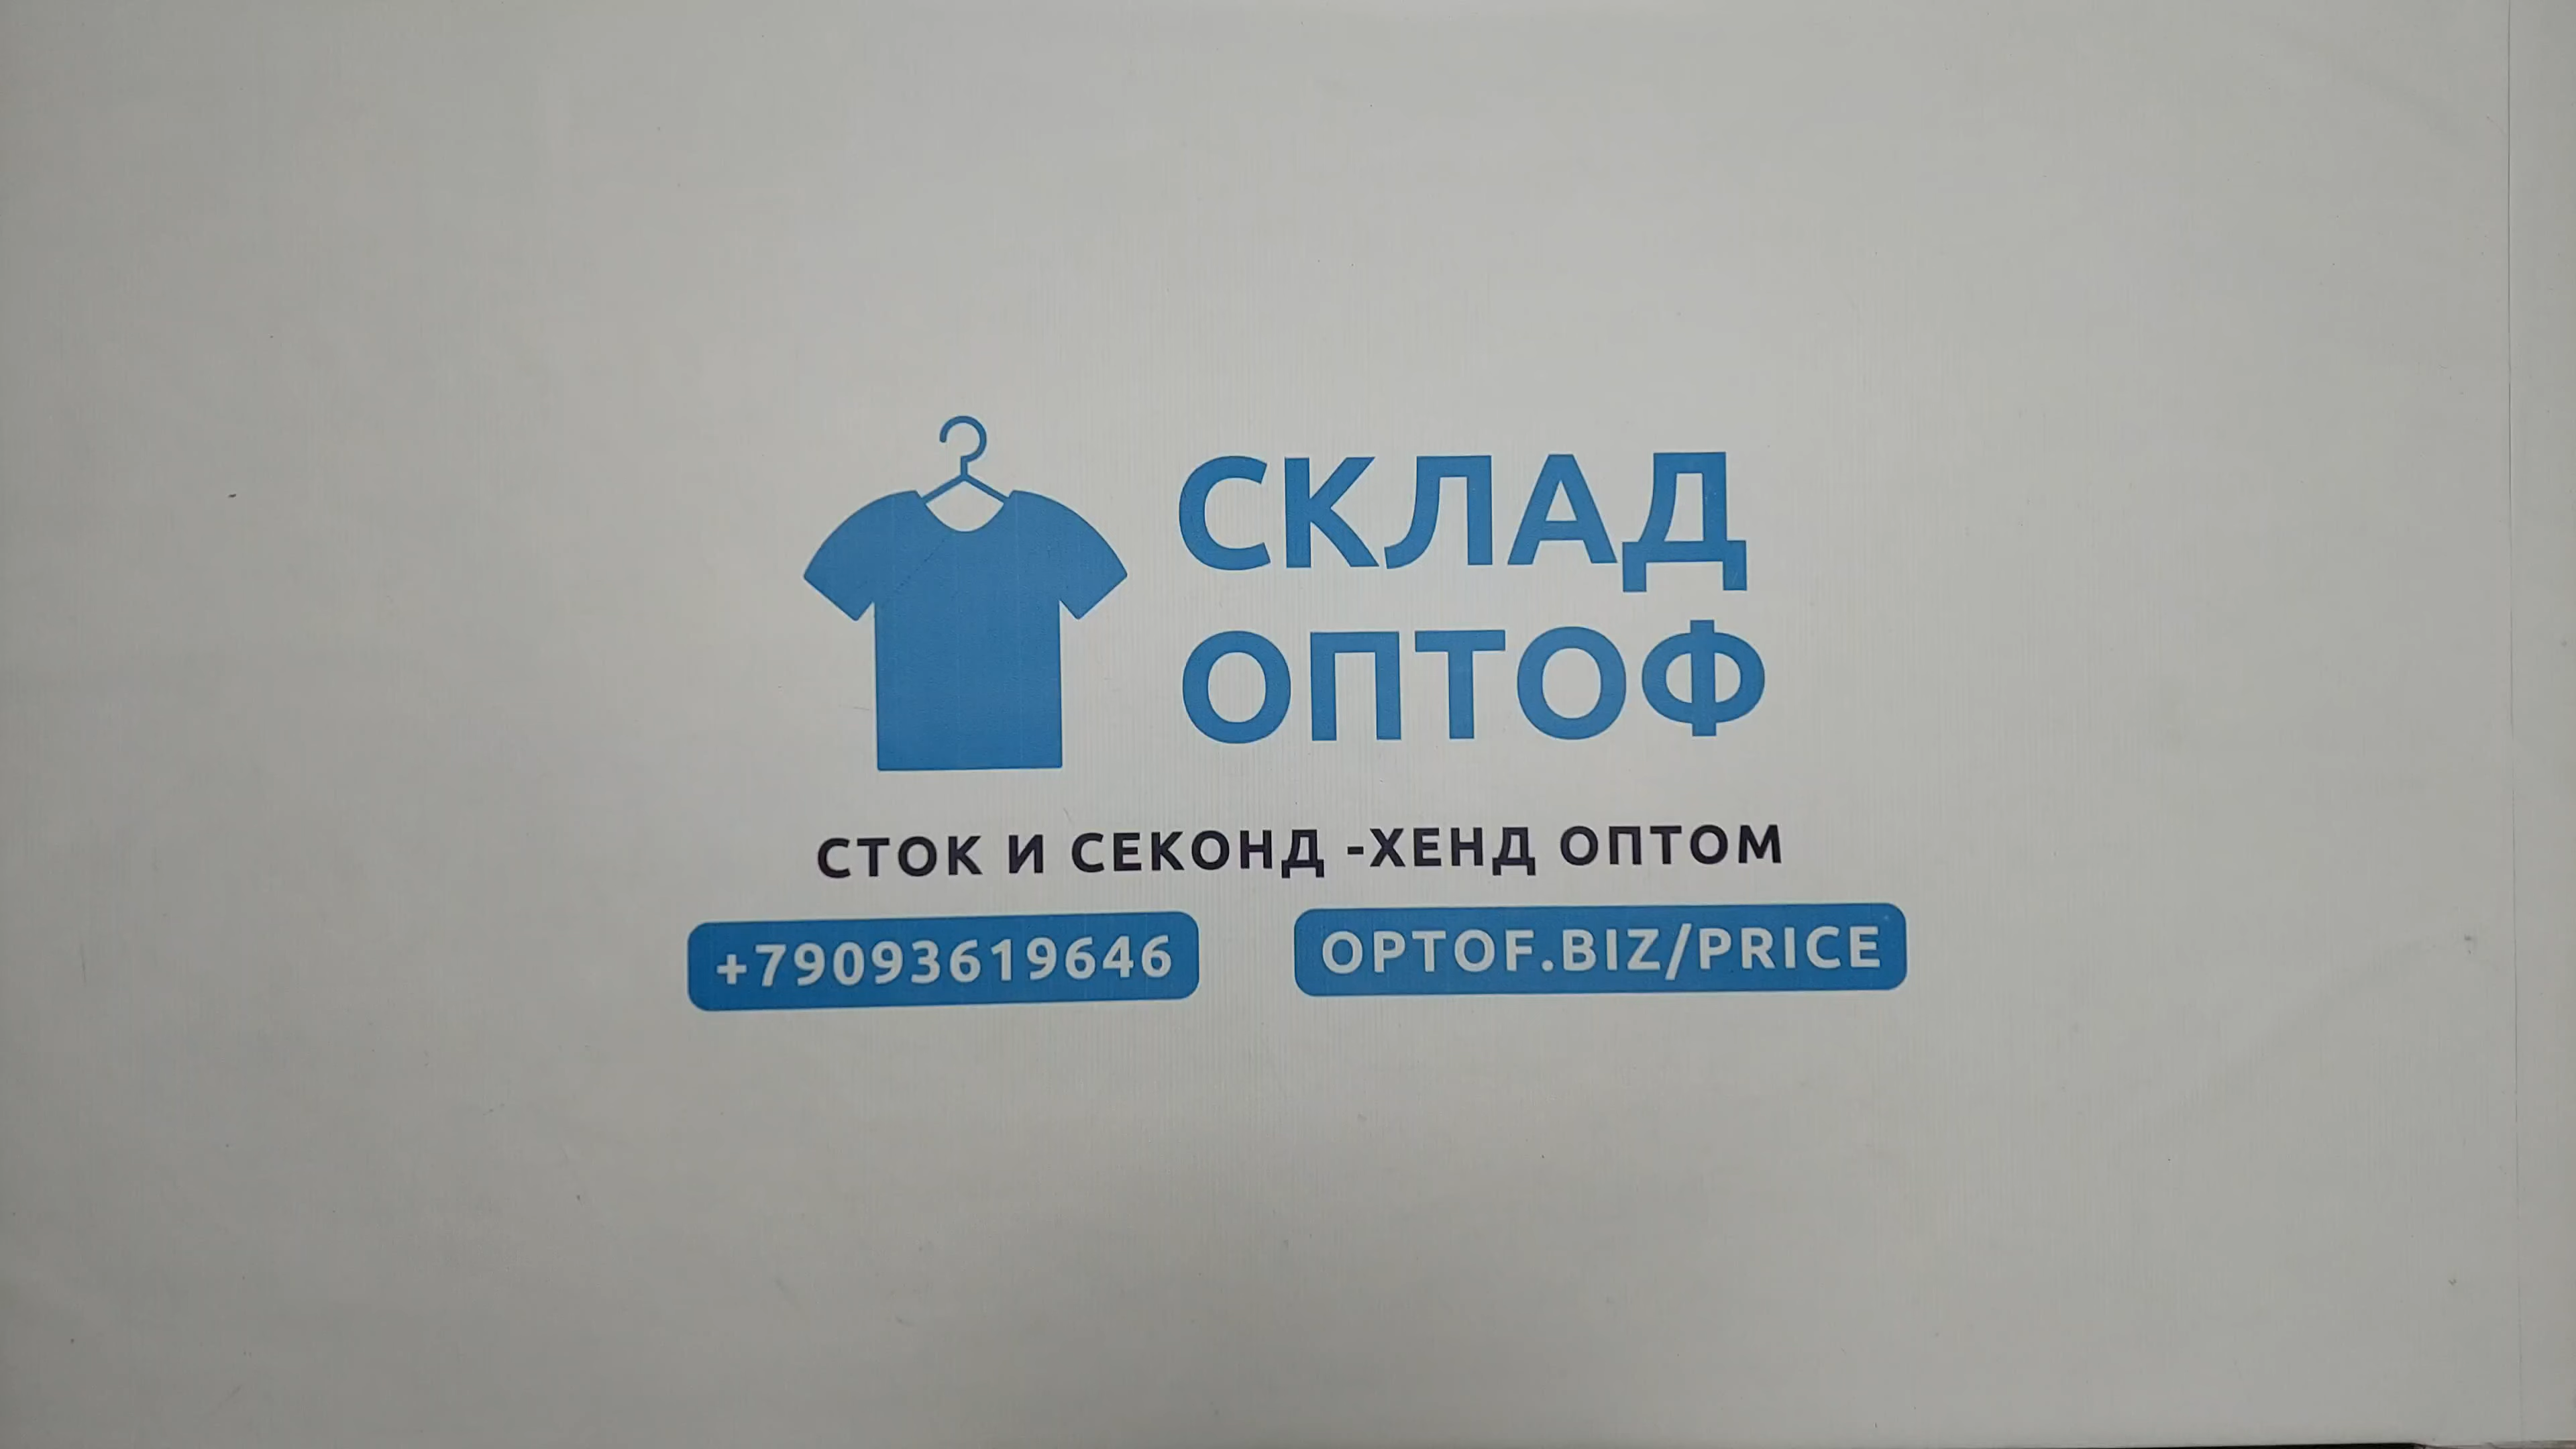 СКЛАД
ОПТОФ
СТОК И СЕКОНД -ХЕНД ОПТОМ
+79093619646
OPTOF.BIZ/PRICE